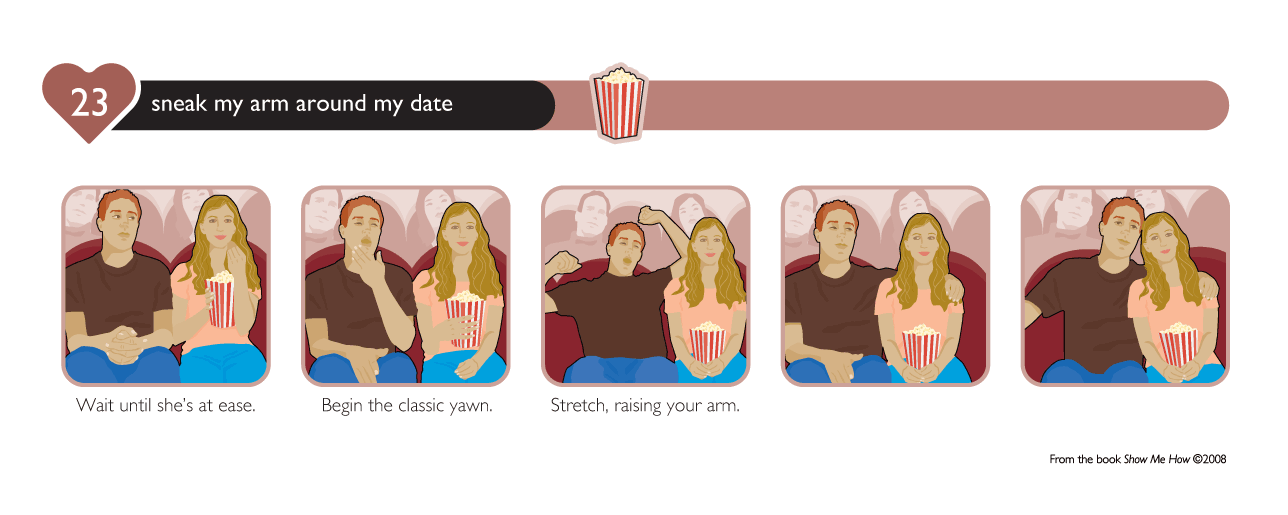 23
sneak my arm around my date
Wait until she’s at ease.
Begin the classic yawn.
Stretch, raising your arm.
From the book Show Me How ©2008